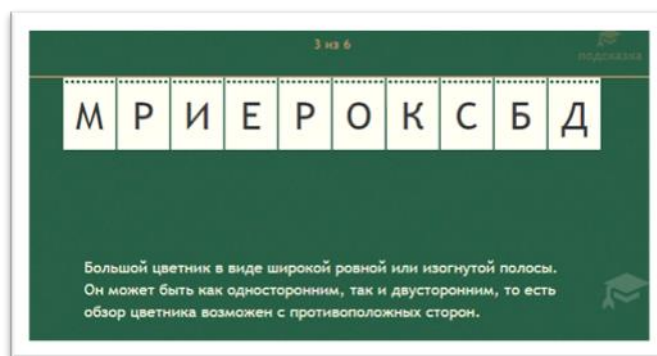 3 из 6
подсказка
М Р И Е Р О К С Б Д
Большой цветник в виде широкой ровной или изогнутой полосы.
Он может быть как односторонним, так и двусторонним, то есть
обзор цветника возможен с противоположных сторон.